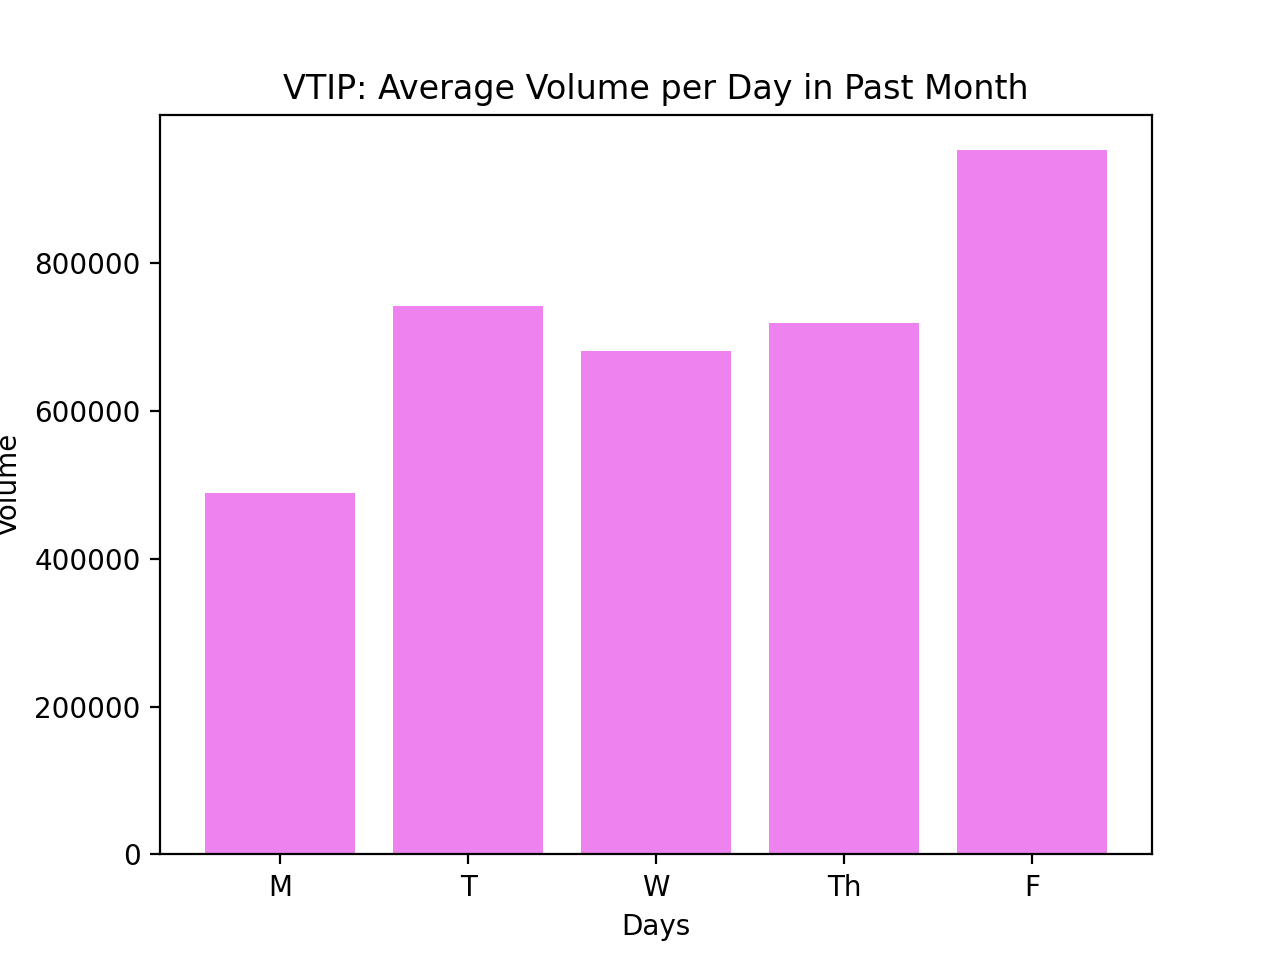 VTIP: Average Volume per Day in Past Month
800000
600000
400000
200000
0
Volume
M T W Th F
Days